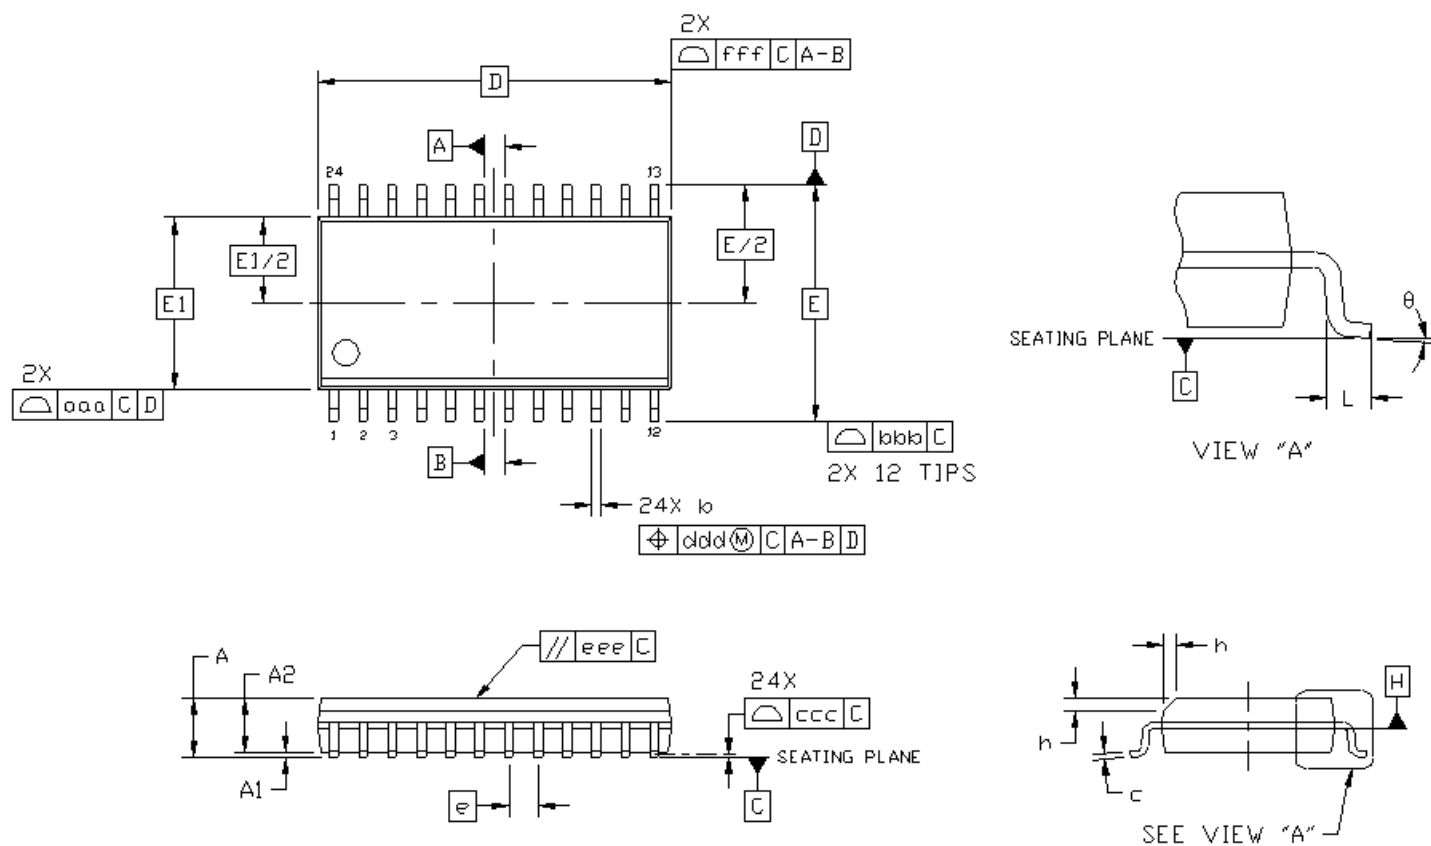 2X
⌓ fff C A-B
D
A
D
24
13
E1/2
E/2
E1
E
2X
⌓ aaa C D
1 2 3
12
B
⌓ bbb C
2X 12 TIPS
24X b
⌖ ddd Ⓜ C A-B D
θ
SEATING PLANE
C
L
VIEW "A"
// eee C
A
A2
A1
24X
⌓ ccc C
SEATING PLANE
C
e
h
H
h
c
SEE VIEW "A"